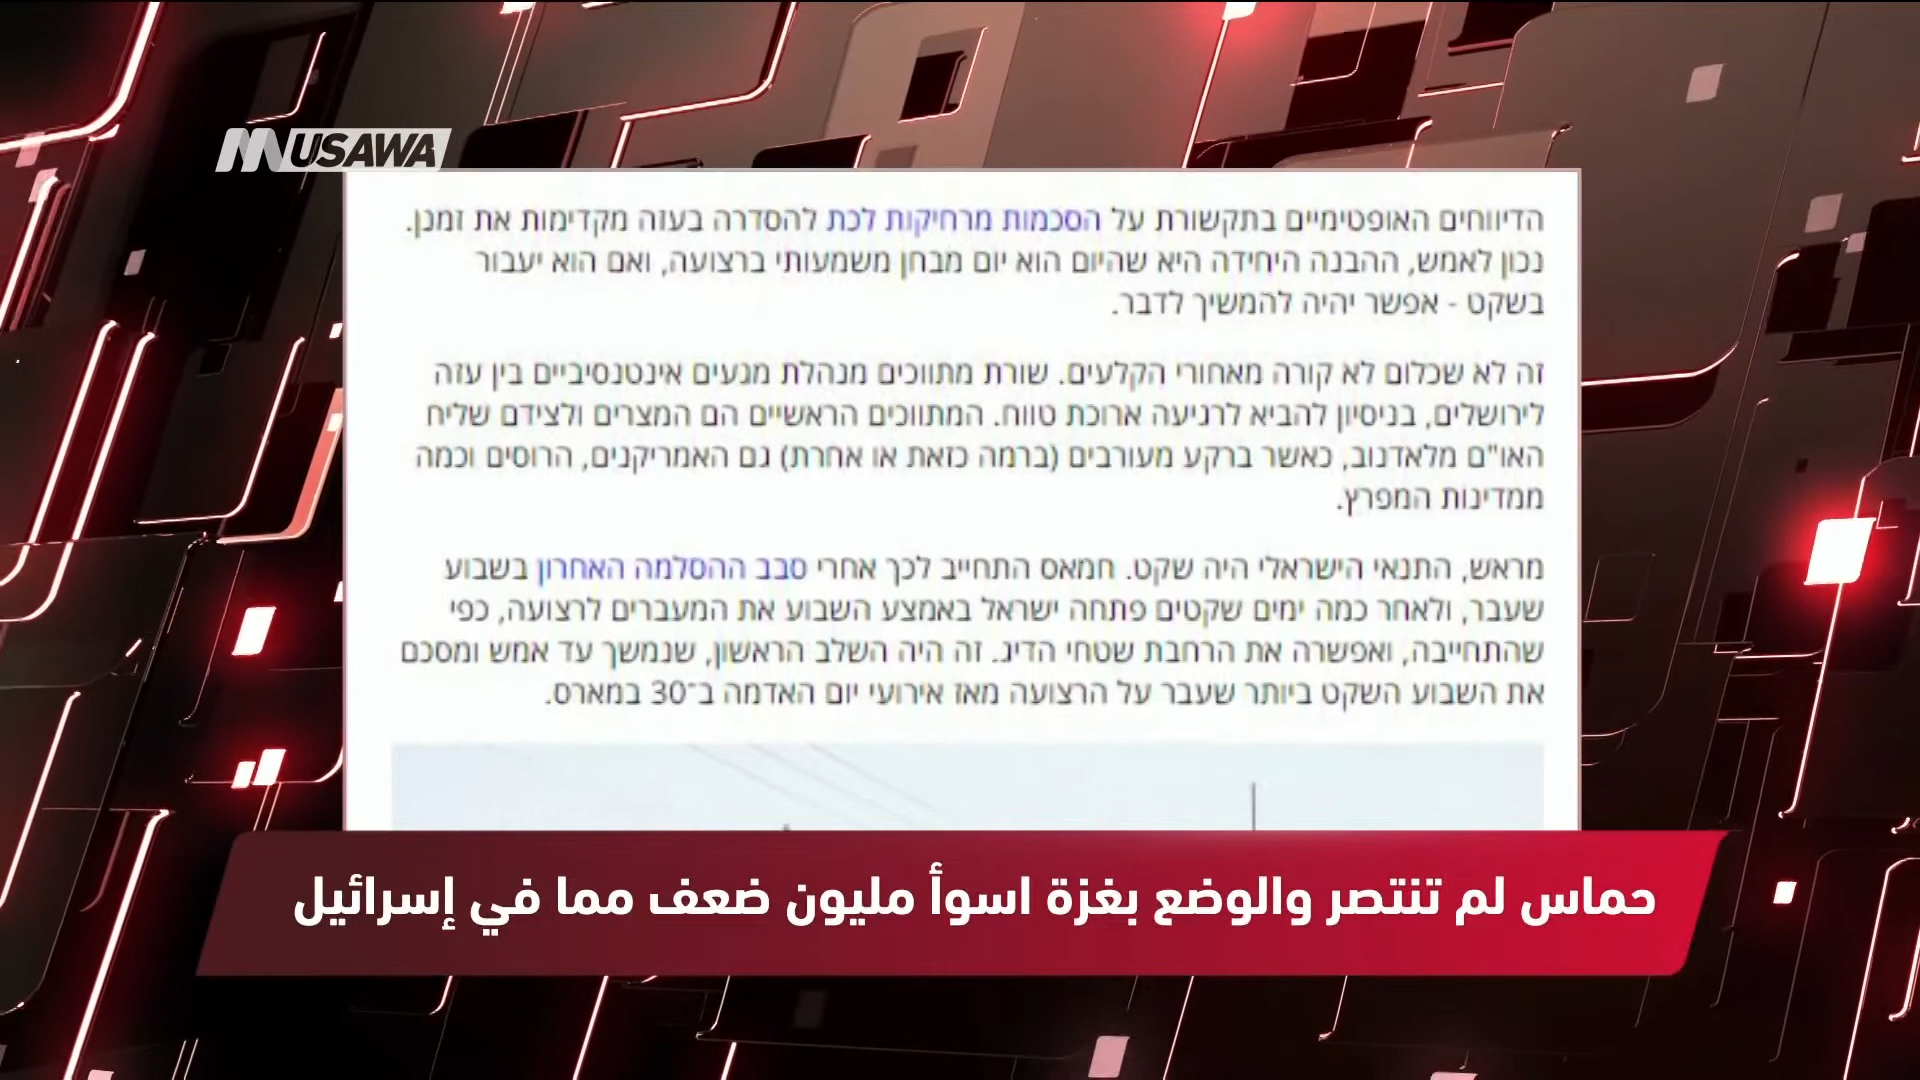 MUSAWA
הדיווחים האופטימיים בתקשורת על הסכמות מרחיקות לכת להסדרה בעזה מקדימות את זמנן.
נכון לאמש, ההבנה היחידה היא שהיום הוא יום מבחן משמעותי ברצועה, ואם הוא יעבור
בשקט - אפשר יהיה להמשיך לדבר.
זה לא שכלום לא קורה מאחורי הקלעים. שורת מתווכים מנהלת מגעים אינטנסיביים בין עזה
לירושלים, בניסיון להביא לרגיעה ארוכת טווח. המתווכים הראשיים הם המצרים ולצידם שליח
האו"ם מלאדנוב, כאשר ברקע מעורבים (ברמה כזאת או אחרת) גם האמריקנים, הרוסים וכמה
ממדינות המפרץ.
מראש, התנאי הישראלי היה שקט. חמאס התחייב לכך אחרי סבב ההסלמה האחרון בשבוע
שעבר, ולאחר כמה ימים שקטים פתחה ישראל באמצע השבוע את המעברים לרצועה, כפי
שהתחייבה, ואפשרה את הרחבת שטחי הדיג. זה היה השלב הראשון, שנמשך עד אמש ומסכם
את השבוע השקט ביותר שעבר על הרצועה מאז אירועי יום האדמה ב־30 במארס.
حماس لم تنتصر والوضع بغزة اسوأ مليون ضعف مما في إسرائيل